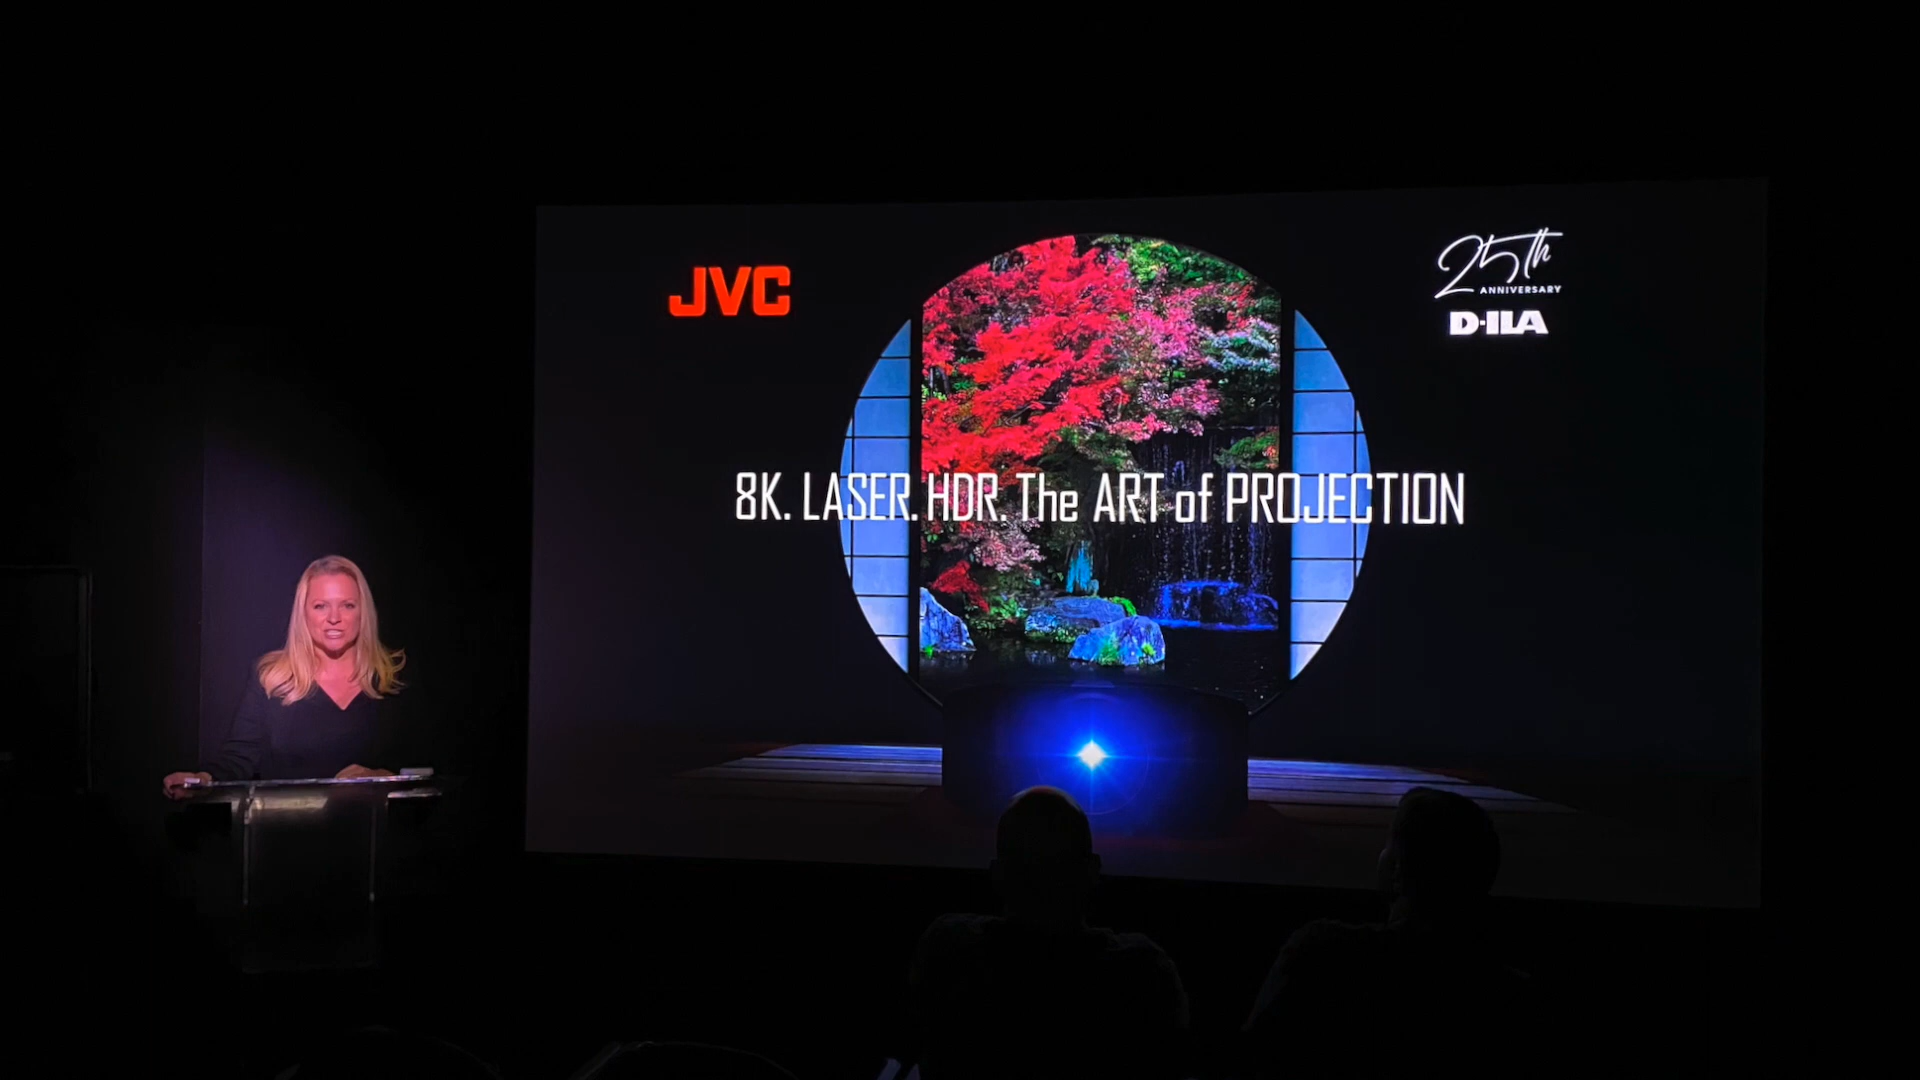 JVC
25th
ANNIVERSARY
D-ILA
8K. LASER. HDR. The ART of PROJECTION